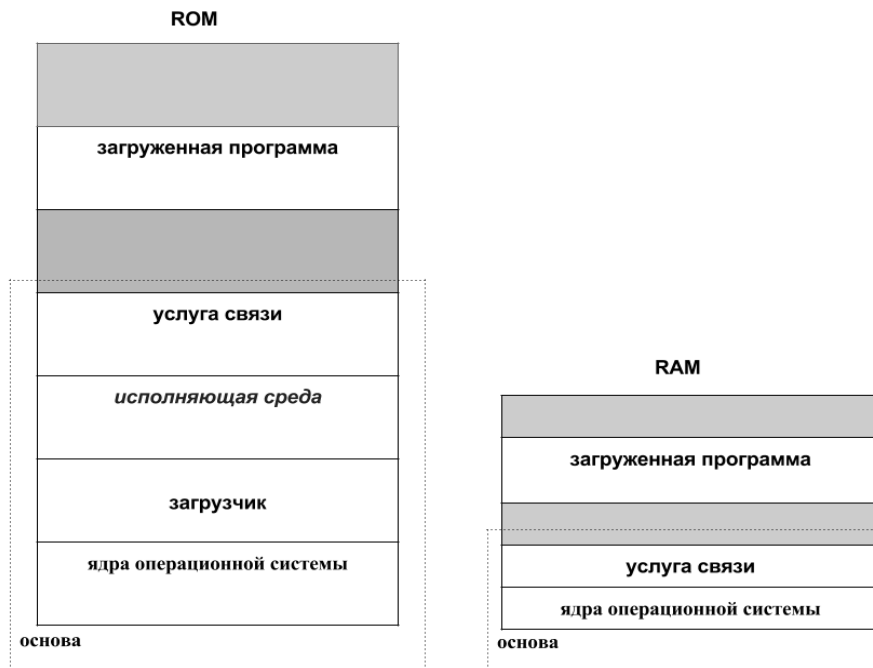 ROM
загруженная программа
услуга связи
исполняющая среда
загрузчик
ядра операционной системы
основа
RAM
загруженная программа
услуга связи
ядра операционной системы
основа